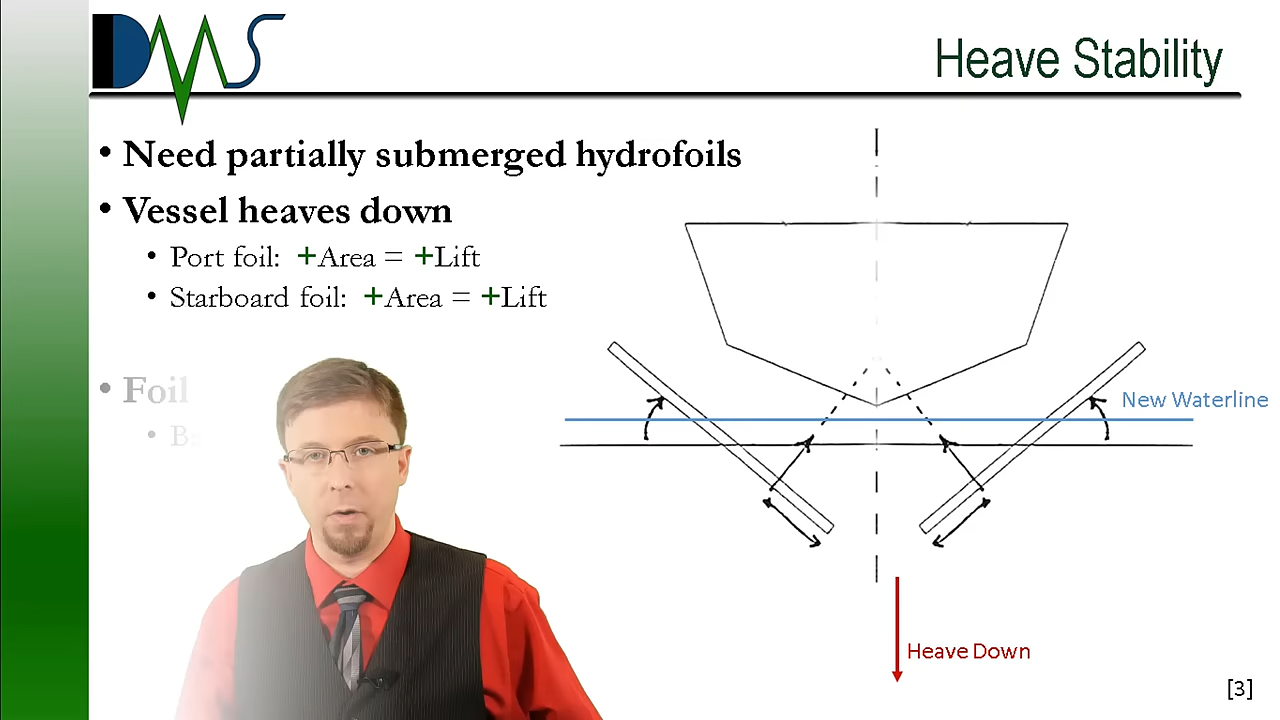 DMS
Heave Stability
• Need partially submerged hydrofoils
• Vessel heaves down
• Port foil: +Area = +Lift
• Starboard foil: +Area = +Lift
• Foil
New Waterline
Heave Down
[3]